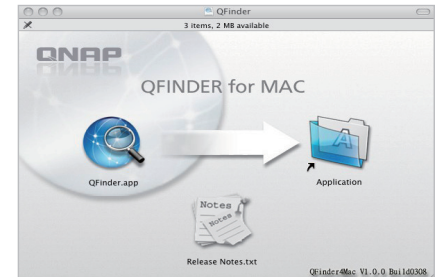 QFinder
3 items, 2 MB available
QNAP
QFINDER for MAC
A
QFinder.app
Application
Notes
Notes
Release Notes.txt
QFinder4Mac V1.0.0 Build0308